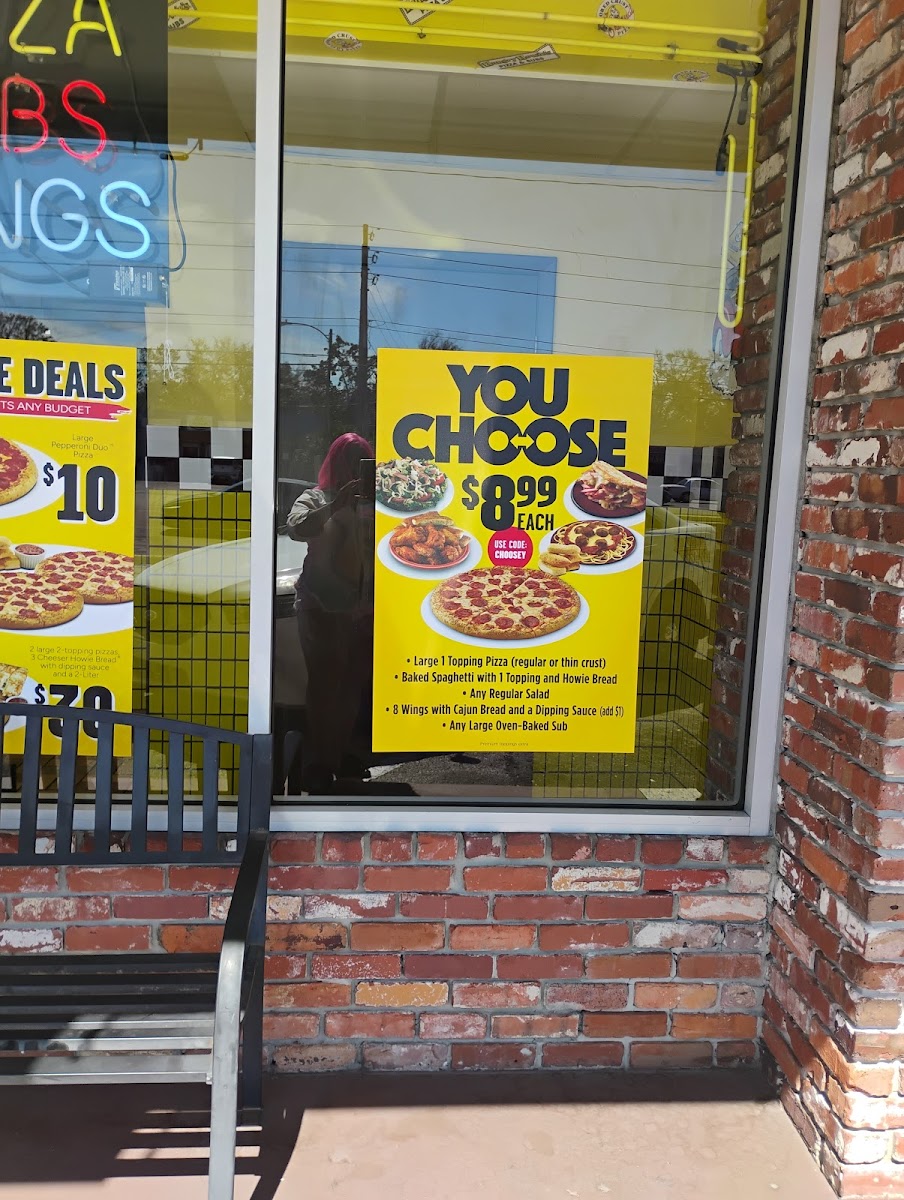 ZA
BS
NGS
E DEALS
TS ANY BUDGET
Large
Pepperoni Duo™
Pizza
$10
2 large 2-topping pizzas,
3 Cheeser Howie Bread®
with dipping sauce
and a 2-Liter
$30
YOU
CHOOSE
$8.99
EACH
USE CODE:
CHOOSEY
• Large 1 Topping Pizza (regular or thin crust)
• Baked Spaghetti with 1 Topping and Howie Bread
• Any Regular Salad
• 8 Wings with Cajun Bread and a Dipping Sauce (add $1)
• Any Large Oven-Baked Sub